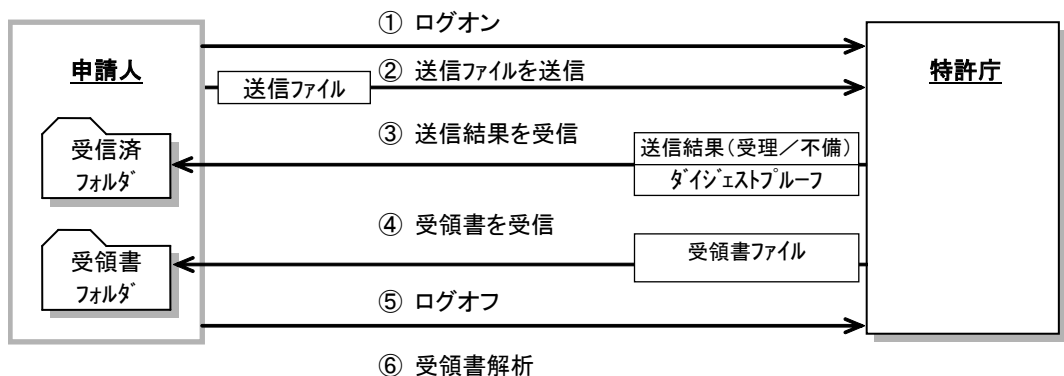 ① ログオン
申請人
特許庁
② 送信ファイルを送信
送信ファイル
③ 送信結果を受信
送信結果(受理/不備)
ダイジェストプルーフ
受信済
フォルダ
④ 受領書を受信
受領書ファイル
受領書
フォルダ
⑤ ログオフ
⑥ 受領書解析